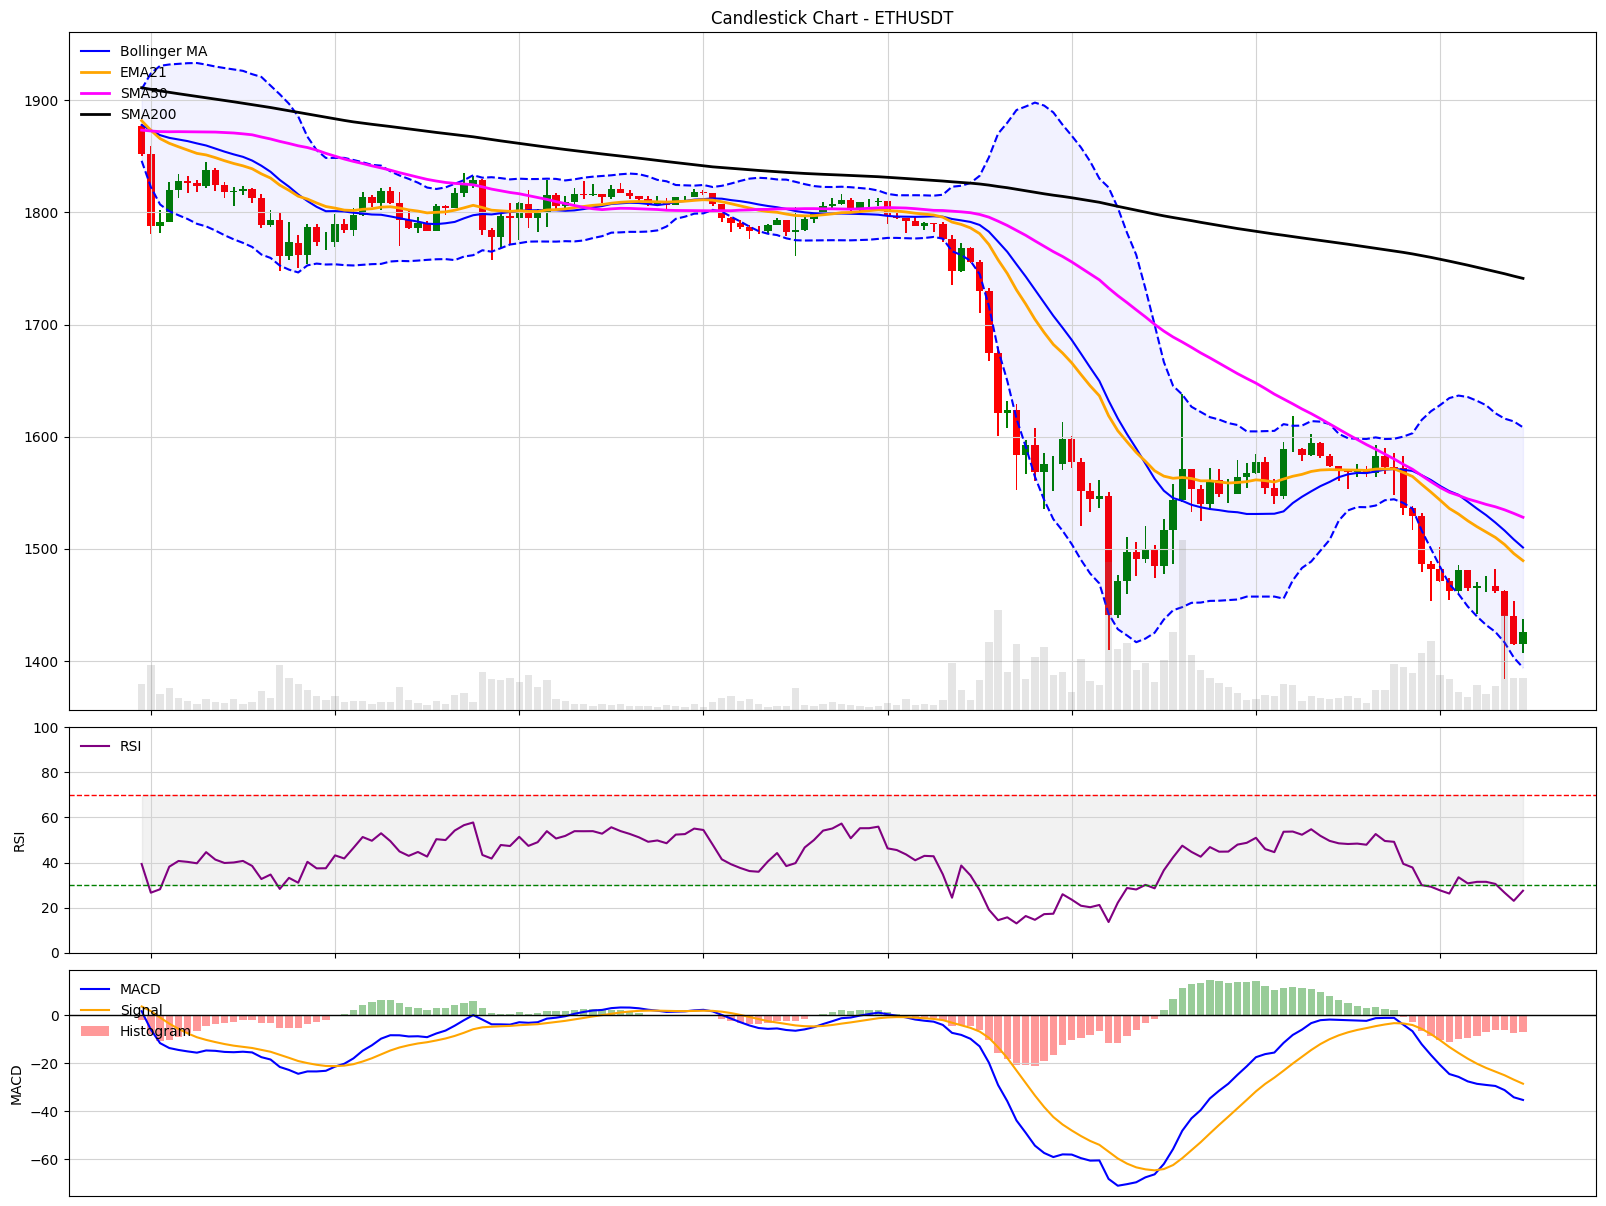 Candlestick Chart - ETHUSDT
Bollinger MA
EMA21
SMA50
SMA200
1900
1800
1700
1600
1500
1400
RSI
100
80
60
40
20
0
RSI
MACD
Signal
Histogram
0
−20
−40
−60
MACD